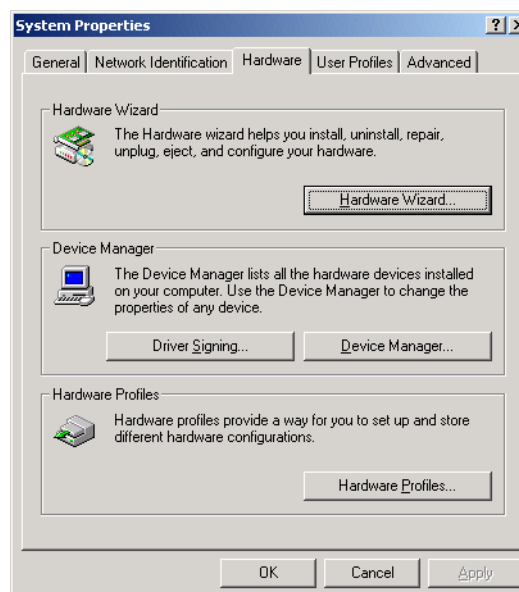 System Properties
General Network Identification Hardware User Profiles Advanced
Hardware Wizard
The Hardware wizard helps you install, uninstall, repair,
unplug, eject, and configure your hardware.
Hardware Wizard...
Device Manager
The Device Manager lists all the hardware devices installed
on your computer. Use the Device Manager to change the
properties of any device.
Driver Signing... Device Manager...
Hardware Profiles
Hardware profiles provide a way for you to set up and store
different hardware configurations.
Hardware Profiles...
OK Cancel Apply